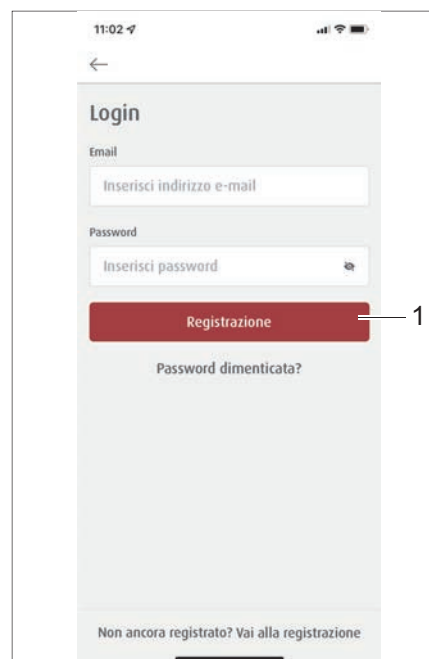 11:02
Login
Email
Inserisci indirizzo e-mail
Password
Inserisci password
Registrazione
1
Password dimenticata?
Non ancora registrato? Vai alla registrazione